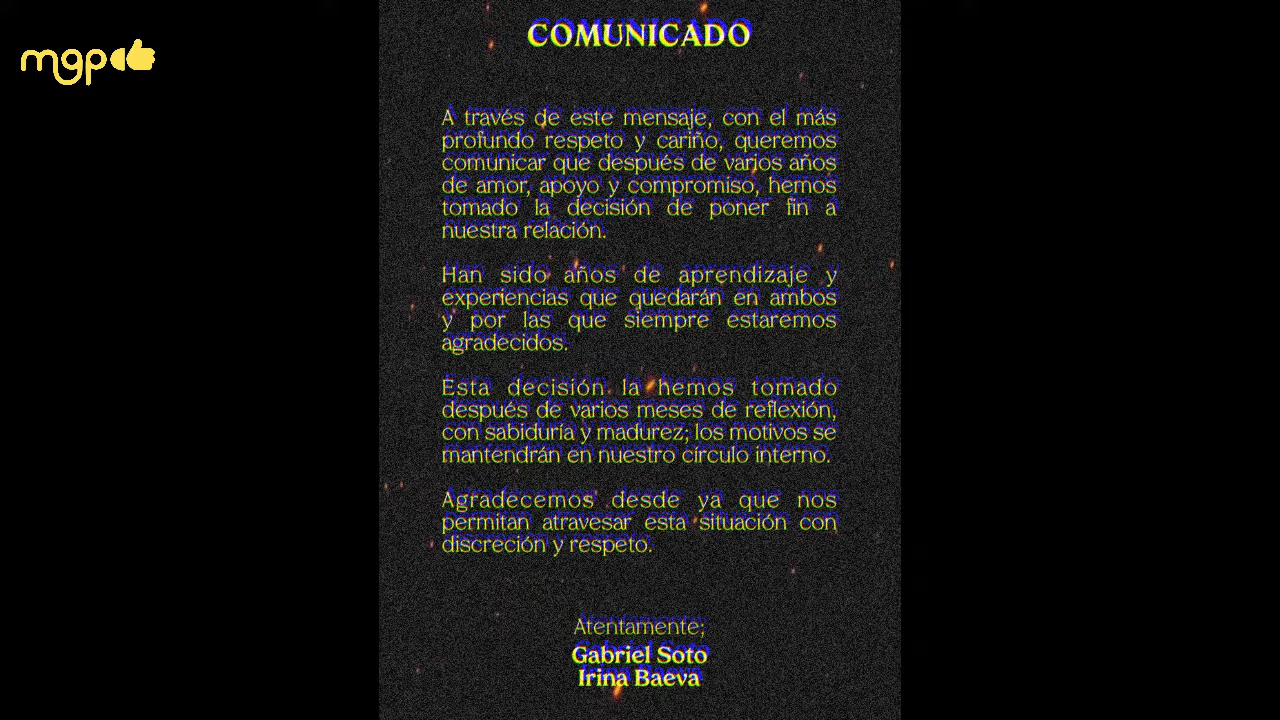 mgp
COMUNICADO
A través de este mensaje, con el más
profundo respeto y cariño, queremos
comunicar que después de varios años
de amor, apoyo y compromiso, hemos
tomado la decisión de poner fin a
nuestra relación.
Han sido años de aprendizaje y
experiencias que quedarán en ambos
y por las que siempre estaremos
agradecidos.
Esta decisión la hemos tomado
después de varios meses de reflexión,
con sabiduría y madurez; los motivos se
mantendrán en nuestro círculo interno.
Agradecemos desde ya que nos
permitan atravesar esta situación con
discreción y respeto.
Atentamente;
Gabriel Soto
Irina Baeva